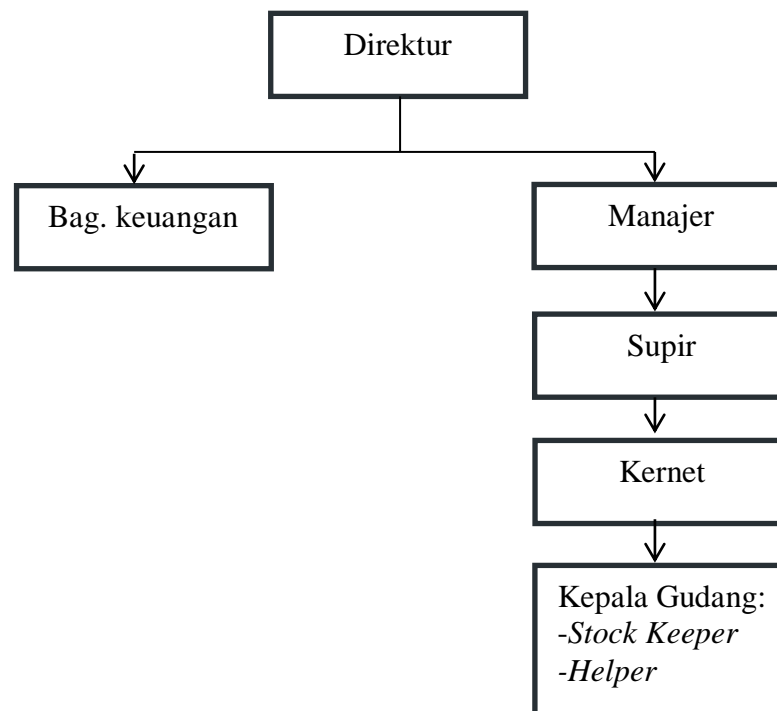 Direktur
Bag. keuangan
Manajer
Supir
Kernet
Kepala Gudang:
-Stock Keeper
-Helper